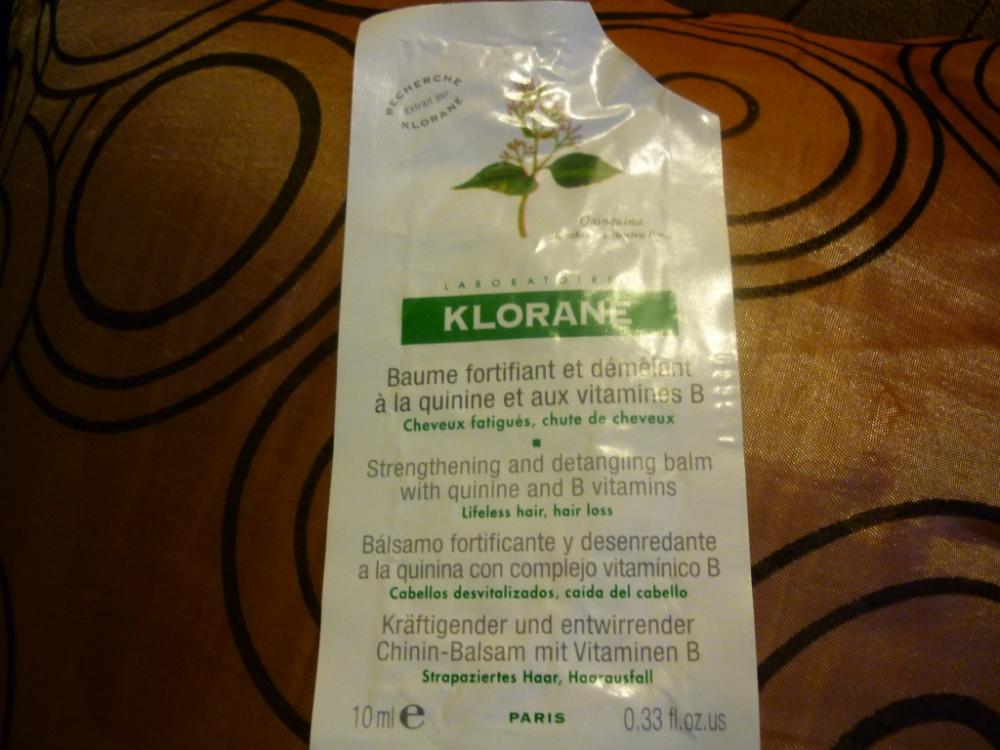 RECHERCHE
Extrait pur
KLORANE
Quinquina
LABORATOIRE
KLORANE
Baume fortifiant et démêlant
à la quinine et aux vitamines B
Cheveux fatigués, chute de cheveux
Strengthening and detangling balm
with quinine and B vitamins
Lifeless hair, hair loss
Bálsamo fortificante y desenredante
a la quinina con complejo vitamínico B
Cabellos desvitalizados, caída del cabello
Kräftigender und entwirrender
Chinin-Balsam mit Vitaminen B
Strapaziertes Haar, Haarausfall
10 ml e PARIS 0.33 fl.oz.us